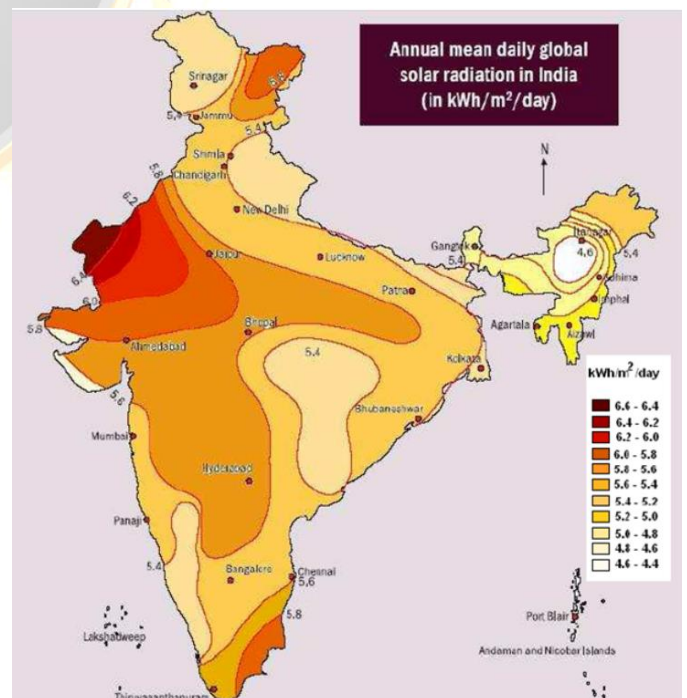 Annual mean daily global
solar radiation in India
(in kWh/m²/day)
Srinagar
5.4
Jammu
5.4
Shimla
Chandigarh
N
5.8
6.2
New Delhi
Itanagar
Gangtok
4.6
5.4
5.4
Jaipur
Lucknow
6.4
6.0
Patna
Imphal
5.8
Bhopal
Agartala
Aizawl
Ahmedabad
5.4
Kolkata
5.6
kWh/m²/day
6.6 - 6.4
6.4 - 6.2
6.2 - 6.0
6.0 - 5.8
5.8 - 5.6
5.6 - 5.4
5.4 - 5.2
5.2 - 5.0
5.0 - 4.8
4.8 - 4.6
4.6 - 4.4
Bhubaneshwar
Mumbai
Hyderabad
Panaji
5.4
Bangalore
Chennai
5.6
5.8
Lakshadweep
Port Blair
Andaman and Nicobar Islands